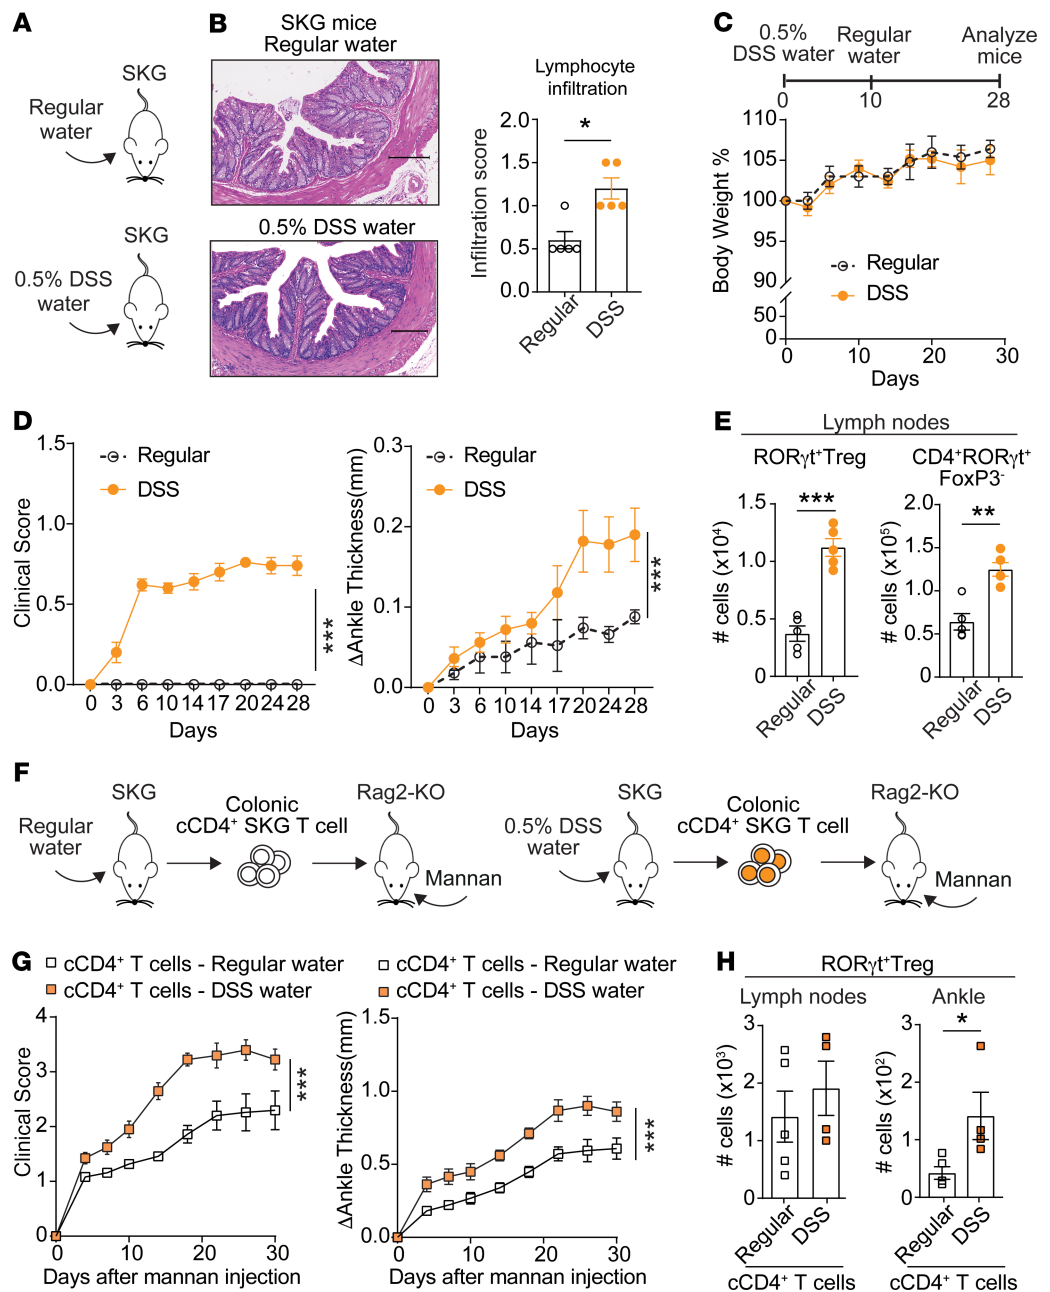 A
SKG
Regular
water
SKG
0.5% DSS
water
B
SKG mice
Regular water
0.5% DSS water
Lymphocyte
infiltration
Infiltration score
2.0
1.5
1.0
0.5
0.0
*
Regular
DSS
C
0.5%
DSS water
Regular
water
Analyze
mice
0
10
28
Body Weight %
110
105
100
95
90
50
0
Regular
DSS
0
10
20
30
Days
D
Clinical Score
1.5
1.0
0.5
0.0
Regular
DSS
***
0 3 6 10 14 17 20 24 28
Days
ΔAnkle Thickness(mm)
0.3
0.2
0.1
0.0
Regular
DSS
***
0 3 6 10 14 17 20 24 28
Days
E
Lymph nodes
RORγt⁺Treg
# cells (x10⁴)
1.5
1.0
0.5
0
***
Regular
DSS
CD4⁺RORγt⁺
FoxP3⁻
# cells (x10⁵)
2.0
1.5
1.0
0.5
0
**
Regular
DSS
F
SKG
Regular
water
Colonic
cCD4⁺ SKG T cell
Rag2-KO
Mannan
SKG
0.5% DSS
water
Colonic
cCD4⁺ SKG T cell
Rag2-KO
Mannan
G
cCD4⁺ T cells - Regular water
cCD4⁺ T cells - DSS water
Clinical Score
4
3
2
1
0
***
0
10
20
30
Days after mannan injection
cCD4⁺ T cells - Regular water
cCD4⁺ T cells - DSS water
ΔAnkle Thickness(mm)
1.5
1.0
0.5
0.0
***
0
10
20
30
Days after mannan injection
H
RORγt⁺Treg
Lymph nodes
# cells (x10³)
3
2
1
0
Regular
DSS
cCD4⁺ T cells
Ankle
# cells (x10²)
3
2
1
0
*
Regular
DSS
cCD4⁺ T cells